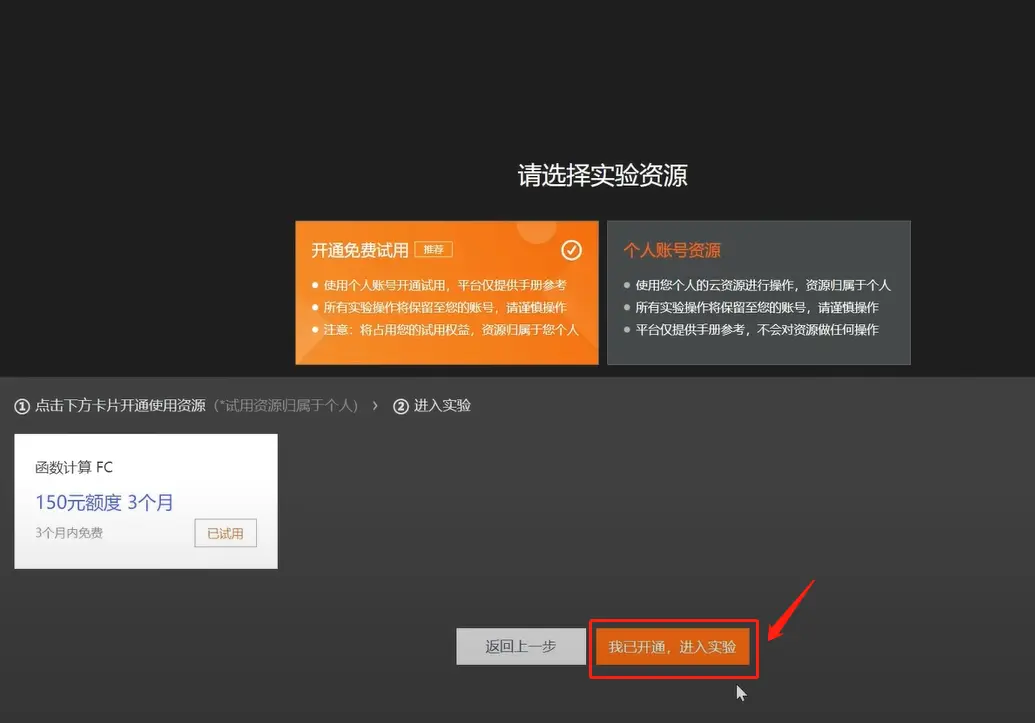 请选择实验资源
开通免费试用 推荐
使用个人账号开通试用，平台仅提供手册参考
所有实验操作将保留至您的账号，请谨慎操作
注意：将占用您的试用权益，资源归属于您个人
个人账号资源
使用您个人的云资源进行操作，资源归属于个人
所有实验操作将保留至您的账号，请谨慎操作
平台仅提供手册参考，不会对资源做任何操作
① 点击下方卡片开通使用资源（*试用资源归属于个人） > ② 进入实验
函数计算 FC
150元额度 3个月
3个月内免费
已试用
返回上一步
我已开通，进入实验